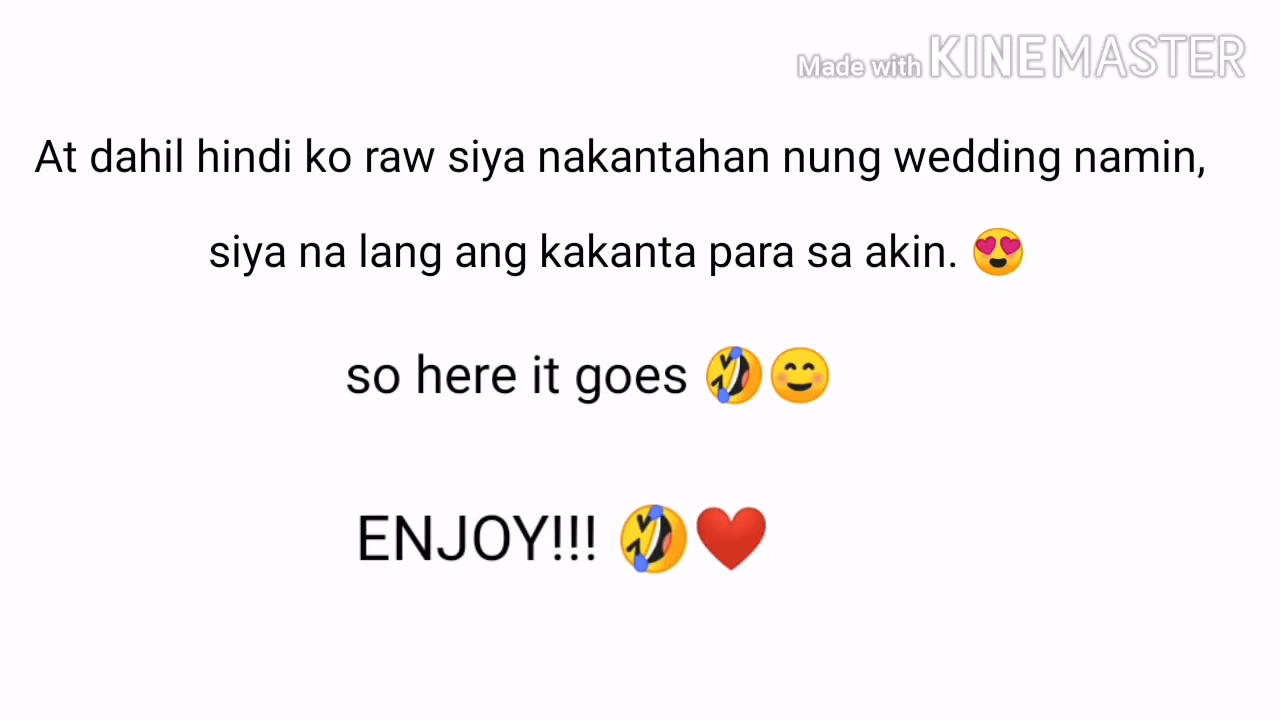 Made with KINEMASTER
At dahil hindi ko raw siya nakantahan nung wedding namin,
siya na lang ang kakanta para sa akin. 😍
so here it goes 🤣😊
ENJOY!!! 🤣❤️